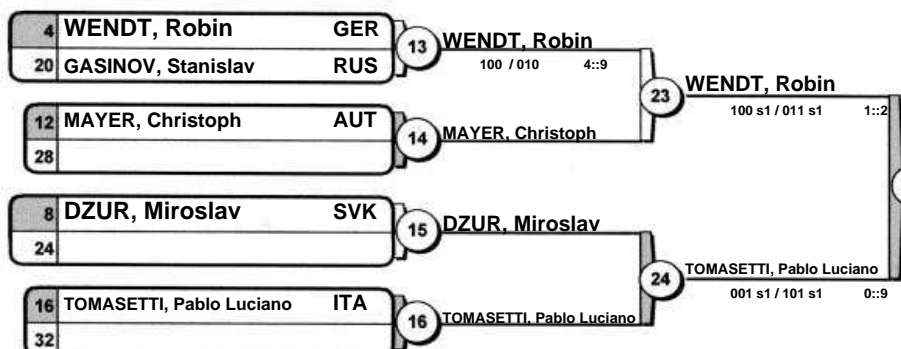 4 WENDT, Robin GER
20 GASINOV, Stanislav RUS
13 WENDT, Robin
100 / 010 4::9
12 MAYER, Christoph AUT
28
14 MAYER, Christoph
23 WENDT, Robin
100 s1 / 011 s1 1::2
8 DZUR, Miroslav SVK
24
15 DZUR, Miroslav
16 TOMASETTI, Pablo Luciano ITA
32
16 TOMASETTI, Pablo Luciano
24 TOMASETTI, Pablo Luciano
001 s1 / 101 s1 0::9